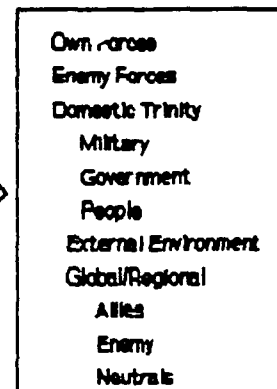 Own Forces
Enemy Forces
Domestic Trinity
Military
Government
People
External Environment
Global/Regional
Allies
Enemy
Neutrals